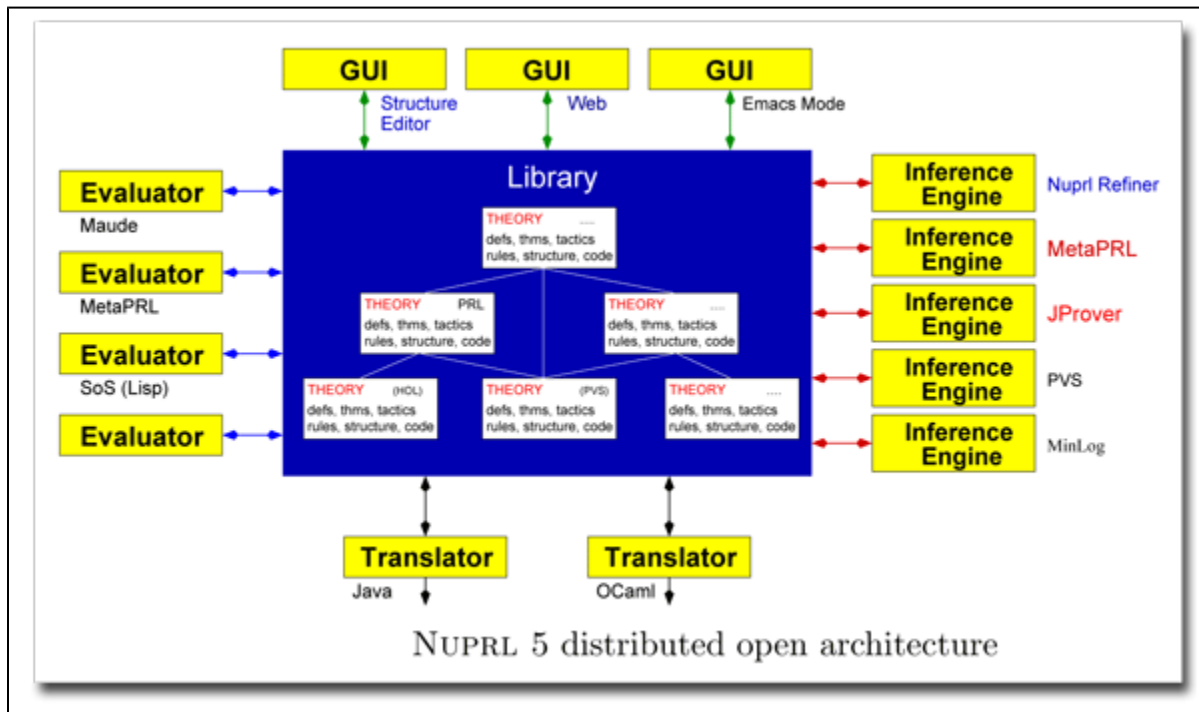 GUI
Structure
Editor
GUI
Web
GUI
Emacs Mode
Evaluator
Maude
Evaluator
MetaPRL
Evaluator
SoS (Lisp)
Evaluator
Library
THEORY ....
defs, thms, tactics
rules, structure, code
THEORY PRL
defs, thms, tactics
rules, structure, code
THEORY ....
defs, thms, tactics
rules, structure, code
THEORY (HOL)
defs, thms, tactics
rules, structure, code
THEORY (PVS)
defs, thms, tactics
rules, structure, code
THEORY ....
defs, thms, tactics
rules, structure, code
Inference
Engine
Nuprl Refiner
Inference
Engine
MetaPRL
Inference
Engine
JProver
Inference
Engine
PVS
Inference
Engine
MinLog
Translator
Java
Translator
OCaml
NUPRL 5 distributed open architecture